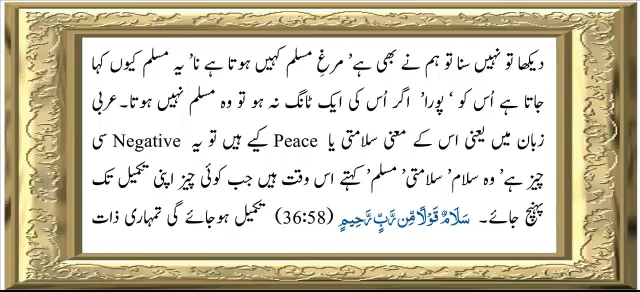 دیکھا تو نہیں سنا تو ہم نے بھی ہے’ مرغِ مسلم کہیں ہوتا ہے نا’ یہ مسلم کیوں کہا
جاتا ہے اُس کو ‘ پورا’ اگر اُس کی ایک ٹانگ نہ ہو تو وہ مسلم نہیں ہوتا۔عربی
زبان میں یعنی اس کے معنی سلامتی یا Peace کیے ہیں تو یہ Negative سی
چیز ہے’ وہ سلام’ سلامتی’ مسلم’ کہتے اس وقت ہیں جب کوئی چیز اپنی تکمیل تک
پہنچ جائے۔ سَلَامٌ قَوْلًا مِّن رَّبٍّ رَّحِيمٍ (36:58) تکمیل ہوجائے گی تمہاری ذات